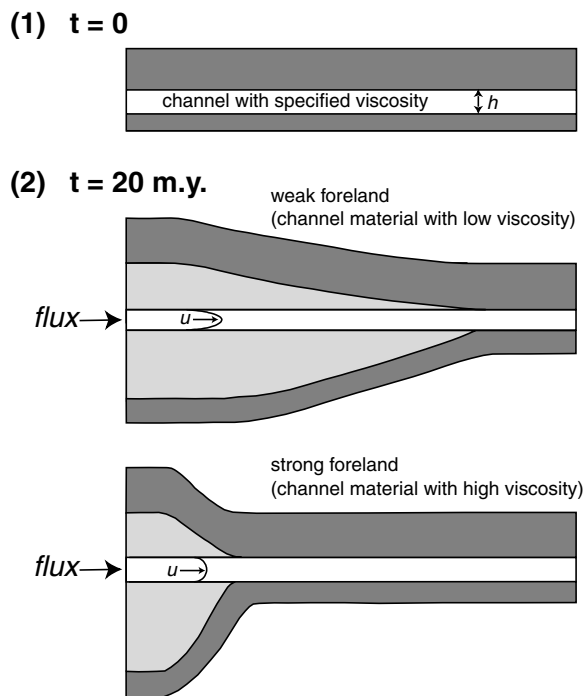 (1) t = 0
channel with specified viscosity
h
(2) t = 20 m.y.
weak foreland
(channel material with low viscosity)
flux
u
strong foreland
(channel material with high viscosity)
flux
u